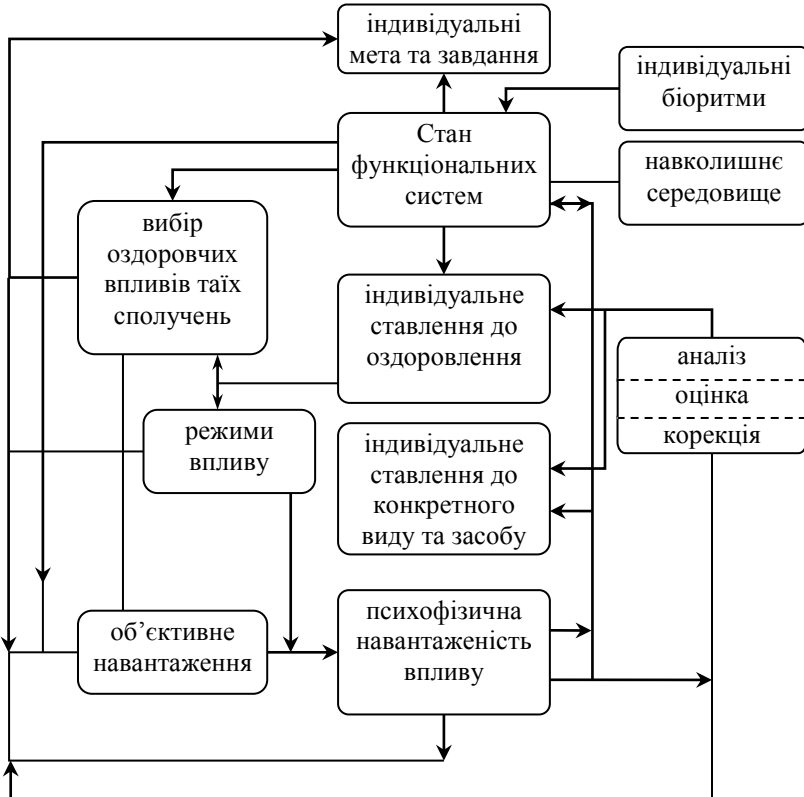 індивідуальні
мета та завдання
індивідуальні
біоритми
Стан
функціональних
систем
навколишнє
середовище
вибір
оздоровчих
впливів таїх
сполучень
індивідуальне
ставлення до
оздоровлення
аналіз
оцінка
корекція
режими
впливу
індивідуальне
ставлення до
конкретного
виду та засобу
об’єктивне
навантаження
психофізична
навантаженість
впливу